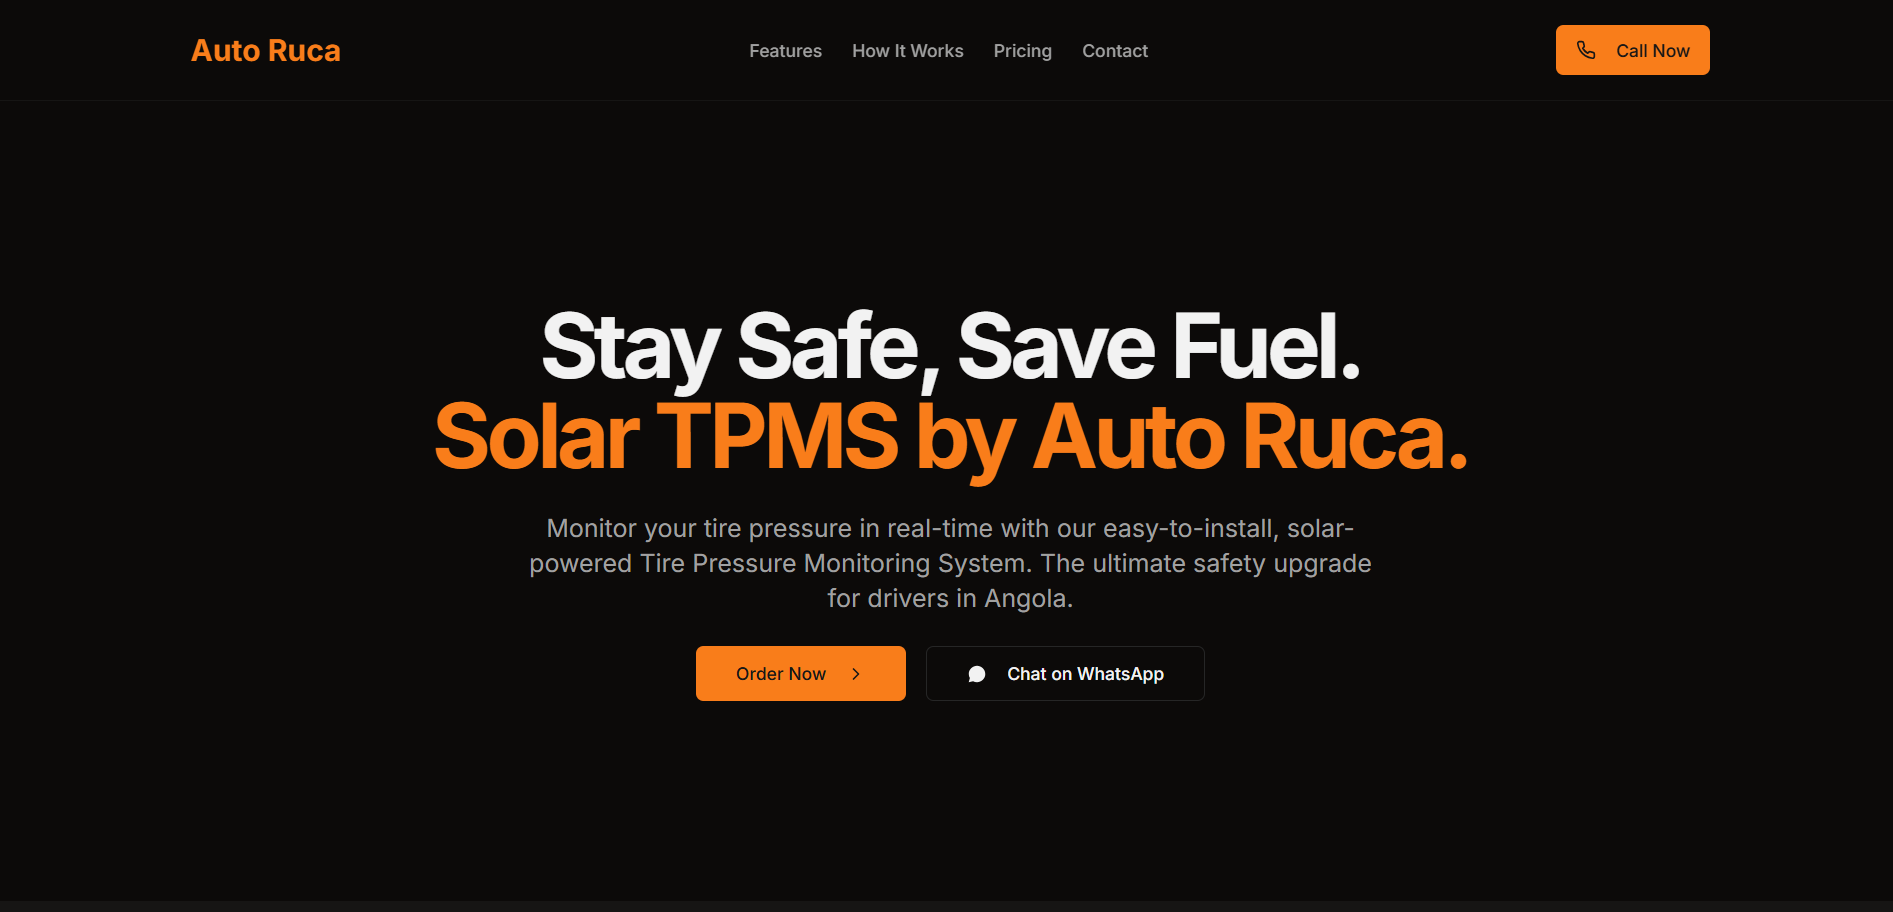 Auto Ruca
Features
How It Works
Pricing
Contact
Call Now
Stay Safe, Save Fuel.
Solar TPMS by Auto Ruca.
Monitor your tire pressure in real-time with our easy-to-install, solar-
powered Tire Pressure Monitoring System. The ultimate safety upgrade
for drivers in Angola.
Order Now
Chat on WhatsApp